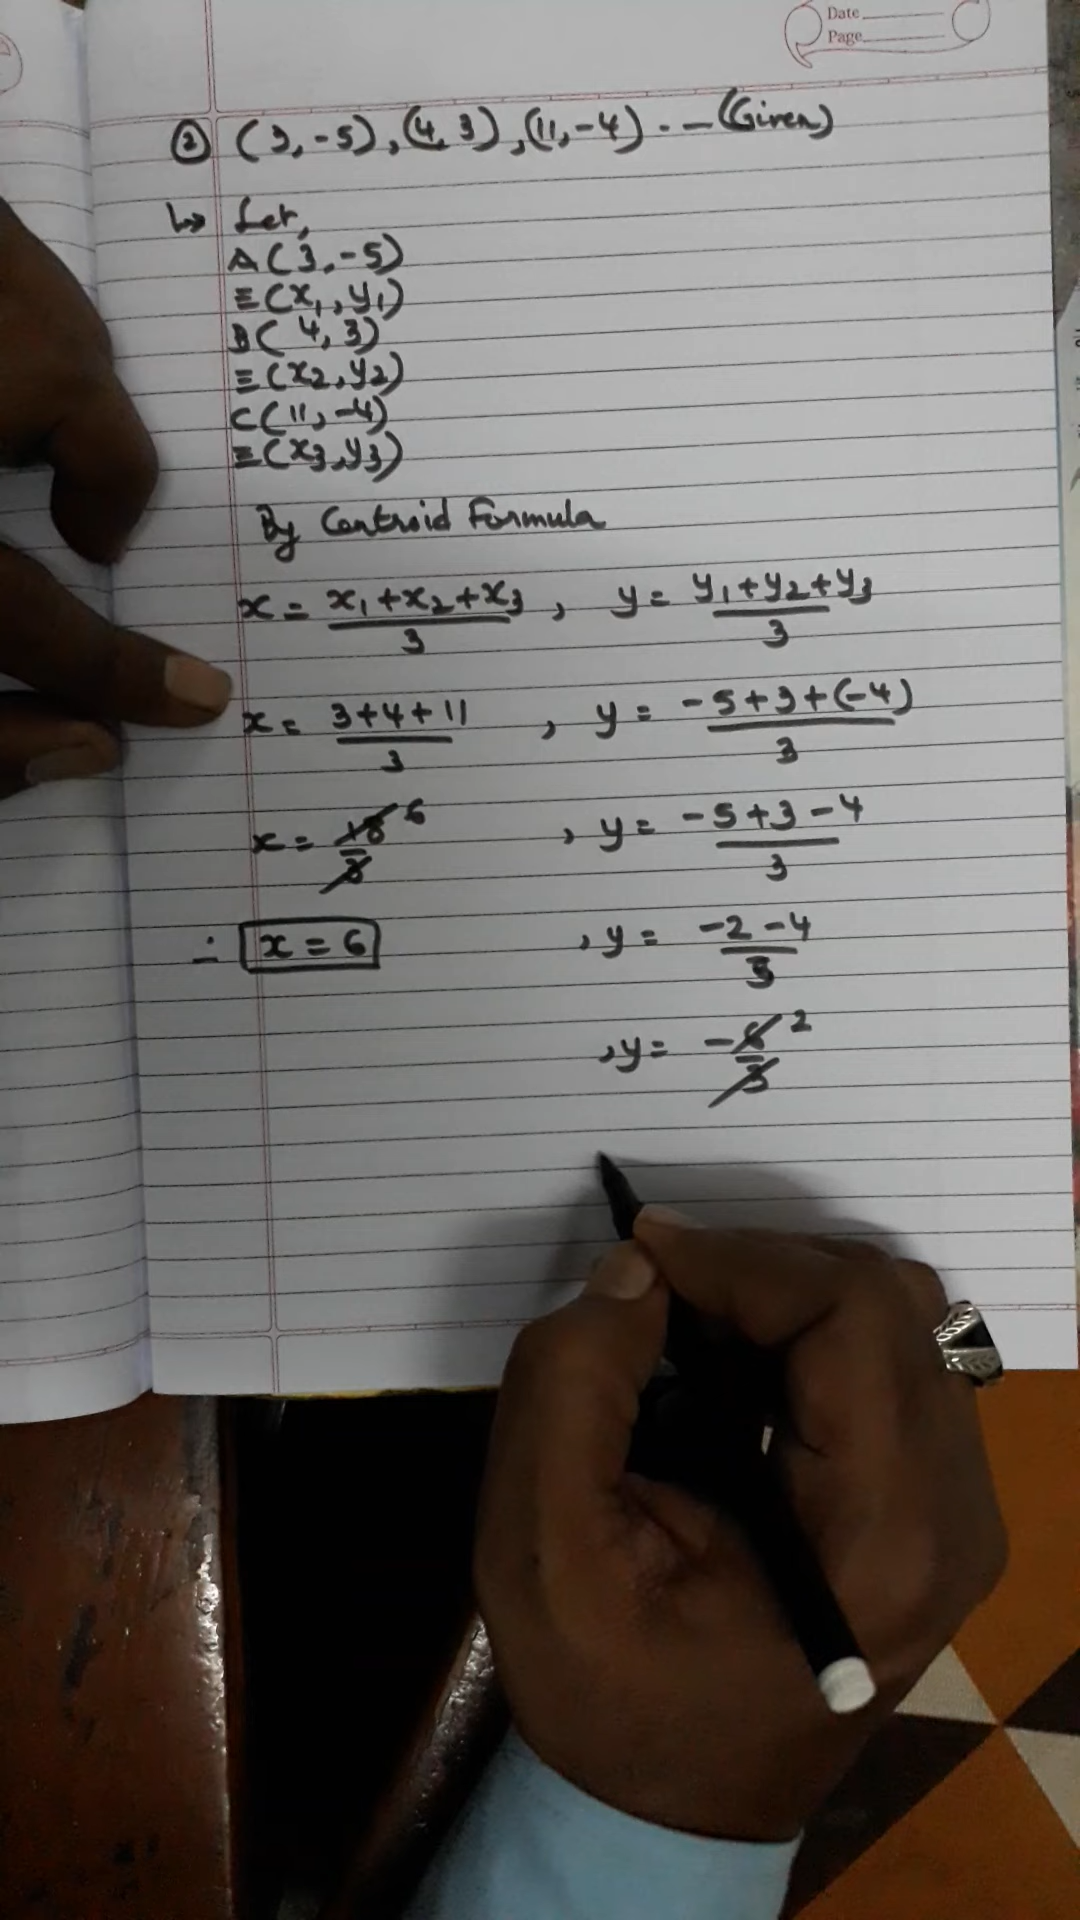 Date
Page
② (3, -5), (4, 3), (11, -4) . -- (Given)
↳ Let,
A (3, -5)
≡ (x₁, y₁)
B( 4, 3)
≡ (x₂, y₂)
C (11, -4)
≡ (x₃, y₃)
By Centroid Formula
x = x₁ + x₂ + x₃ / 3 , y = y₁ + y₂ + y₃ / 3
x = 3 + 4 + 11 / 3 , y = -5 + 3 + (-4) / 3
x = 18 / 3 6 , y = -5 + 3 - 4 / 3
∴ x = 6 , y = -2 - 4 / 3
, y = -6 / 3 2